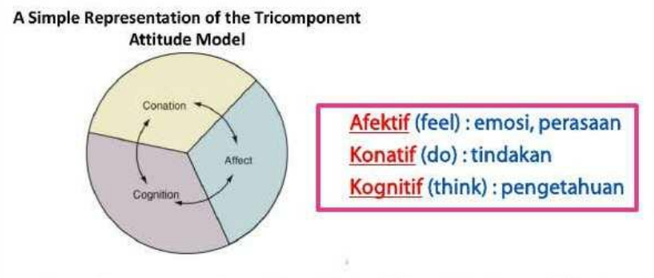 A Simple Representation of the Tricomponent
Attitude Model
Conation
Affect
Cognition
Afektif (feel) : emosi, perasaan
Konatif (do) : tindakan
Kognitif (think) : pengetahuan